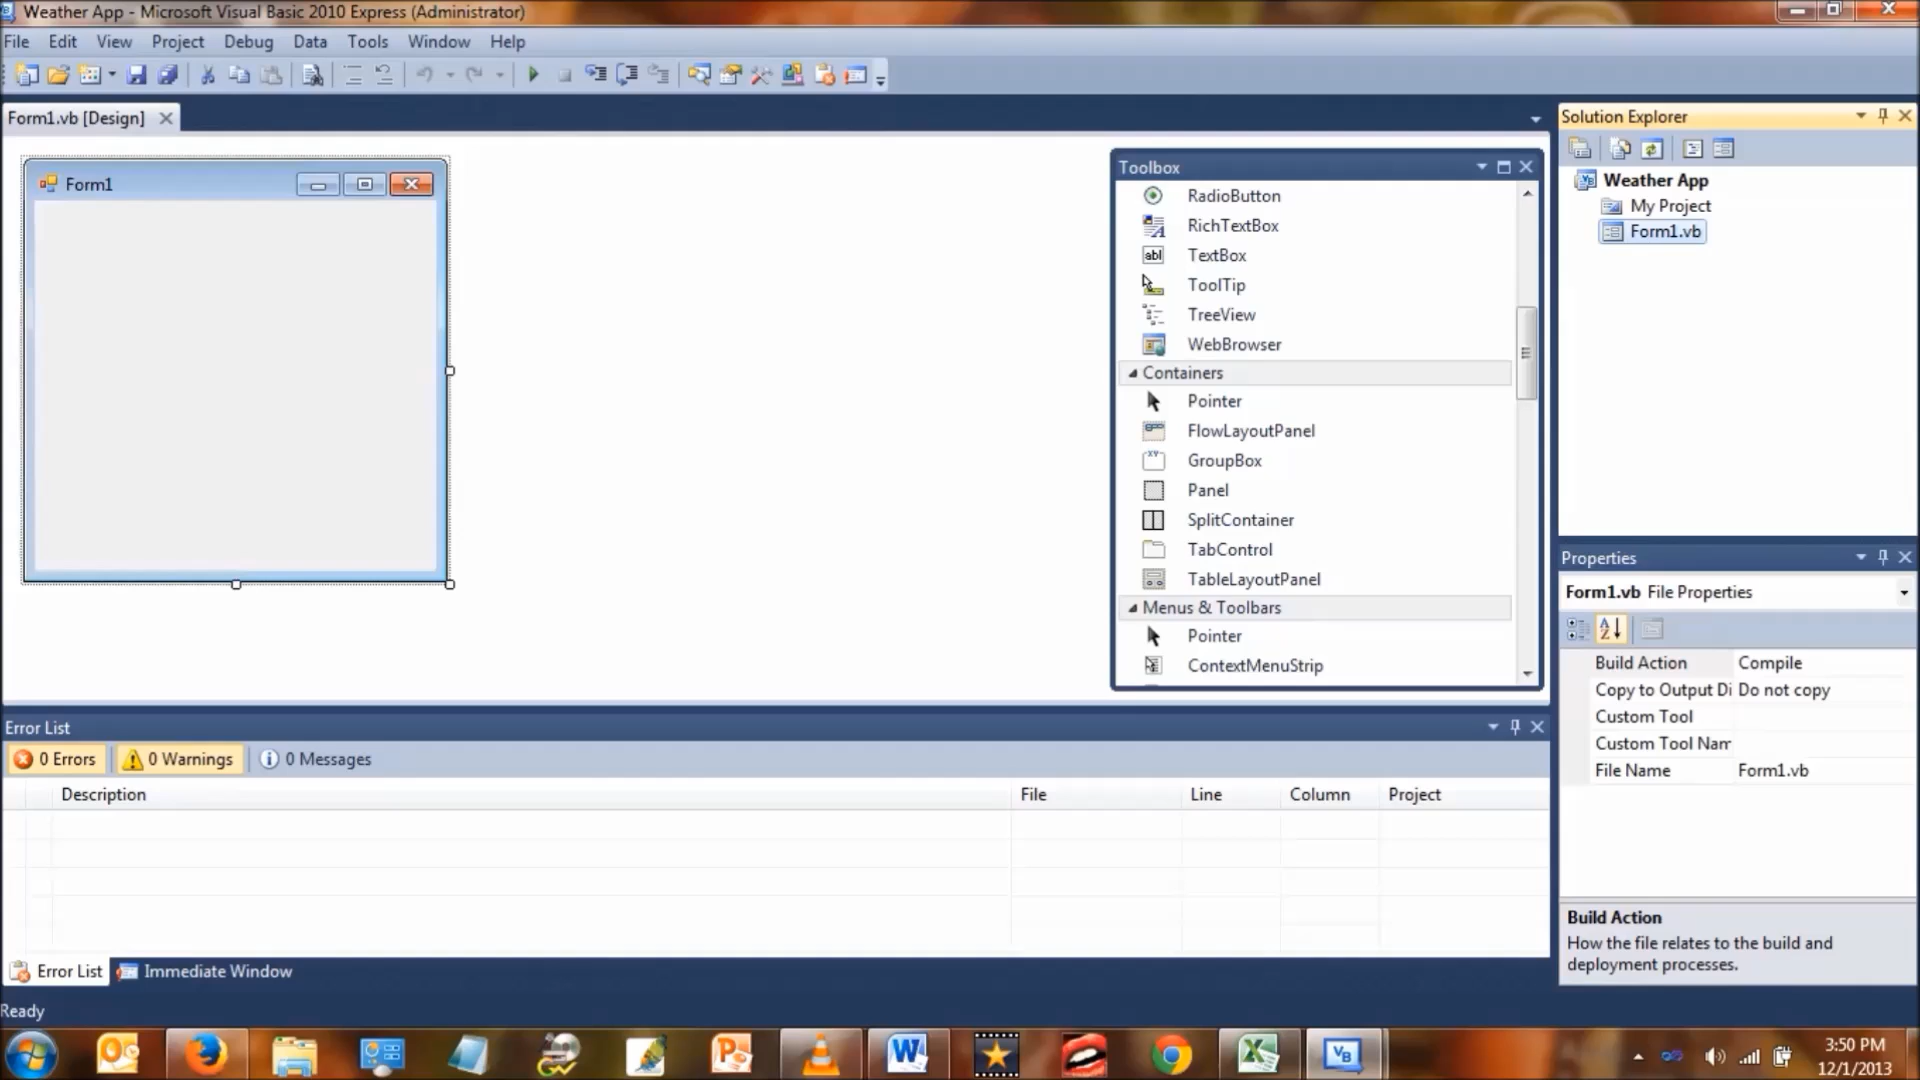 Weather App - Microsoft Visual Basic 2010 Express (Administrator)
File Edit View Project Debug Data Tools Window Help
Form1.vb [Design]
Form1
Toolbox
RadioButton
RichTextBox
abl TextBox
ToolTip
TreeView
WebBrowser
Containers
Pointer
FlowLayoutPanel
GroupBox
Panel
SplitContainer
TabControl
TableLayoutPanel
Menus & Toolbars
Pointer
ContextMenuStrip
Solution Explorer
Weather App
My Project
Form1.vb
Properties
Form1.vb File Properties
Build Action Compile
Copy to Output Di Do not copy
Custom Tool
Custom Tool Nam
File Name Form1.vb
Build Action
How the file relates to the build and
deployment processes.
Error List
0 Errors 0 Warnings 0 Messages
Description File Line Column Project
Error List Immediate Window
Ready
3:50 PM
12/1/2013